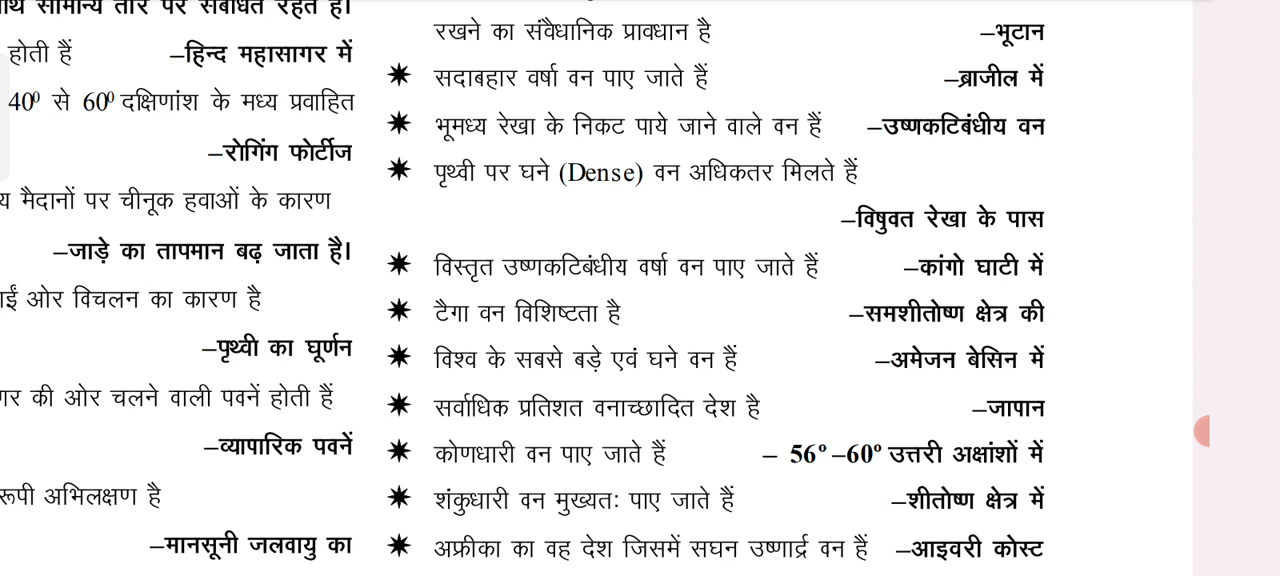 सामान्य तौर पर संबंधित रहते हैं।
होती हैं –हिन्द महासागर में
40⁰ से 60⁰ दक्षिणांश के मध्य प्रवाहित
–रोगिंग फोर्टीज
मैदानों पर चीनूक हवाओं के कारण
–जाड़े का तापमान बढ़ जाता है।
ओर विचलन का कारण है
–पृथ्वी का घूर्णन
की ओर चलने वाली पवनें होती हैं
–व्यापारिक पवनें
रूपी अभिलक्षण है
–मानसूनी जलवायु का
रखने का संवैधानिक प्रावधान है –भूटान
✷ सदाबहार वर्षा वन पाए जाते हैं –ब्राजील में
✷ भूमध्य रेखा के निकट पाये जाने वाले वन हैं –उष्णकटिबंधीय वन
✷ पृथ्वी पर घने (Dense) वन अधिकतर मिलते हैं
–विषुवत रेखा के पास
✷ विस्तृत उष्णकटिबंधीय वर्षा वन पाए जाते हैं –कांगो घाटी में
✷ टैगा वन विशिष्टता है –समशीतोष्ण क्षेत्र की
✷ विश्व के सबसे बड़े एवं घने वन हैं –अमेजन बेसिन में
✷ सर्वाधिक प्रतिशत वनाच्छादित देश है –जापान
✷ कोणधारी वन पाए जाते हैं – 56° –60° उत्तरी अक्षांशों में
✷ शंकुधारी वन मुख्यतः पाए जाते हैं –शीतोष्ण क्षेत्र में
✷ अफ्रीका का वह देश जिसमें सघन उष्णार्द्र वन हैं –आइवरी कोस्ट